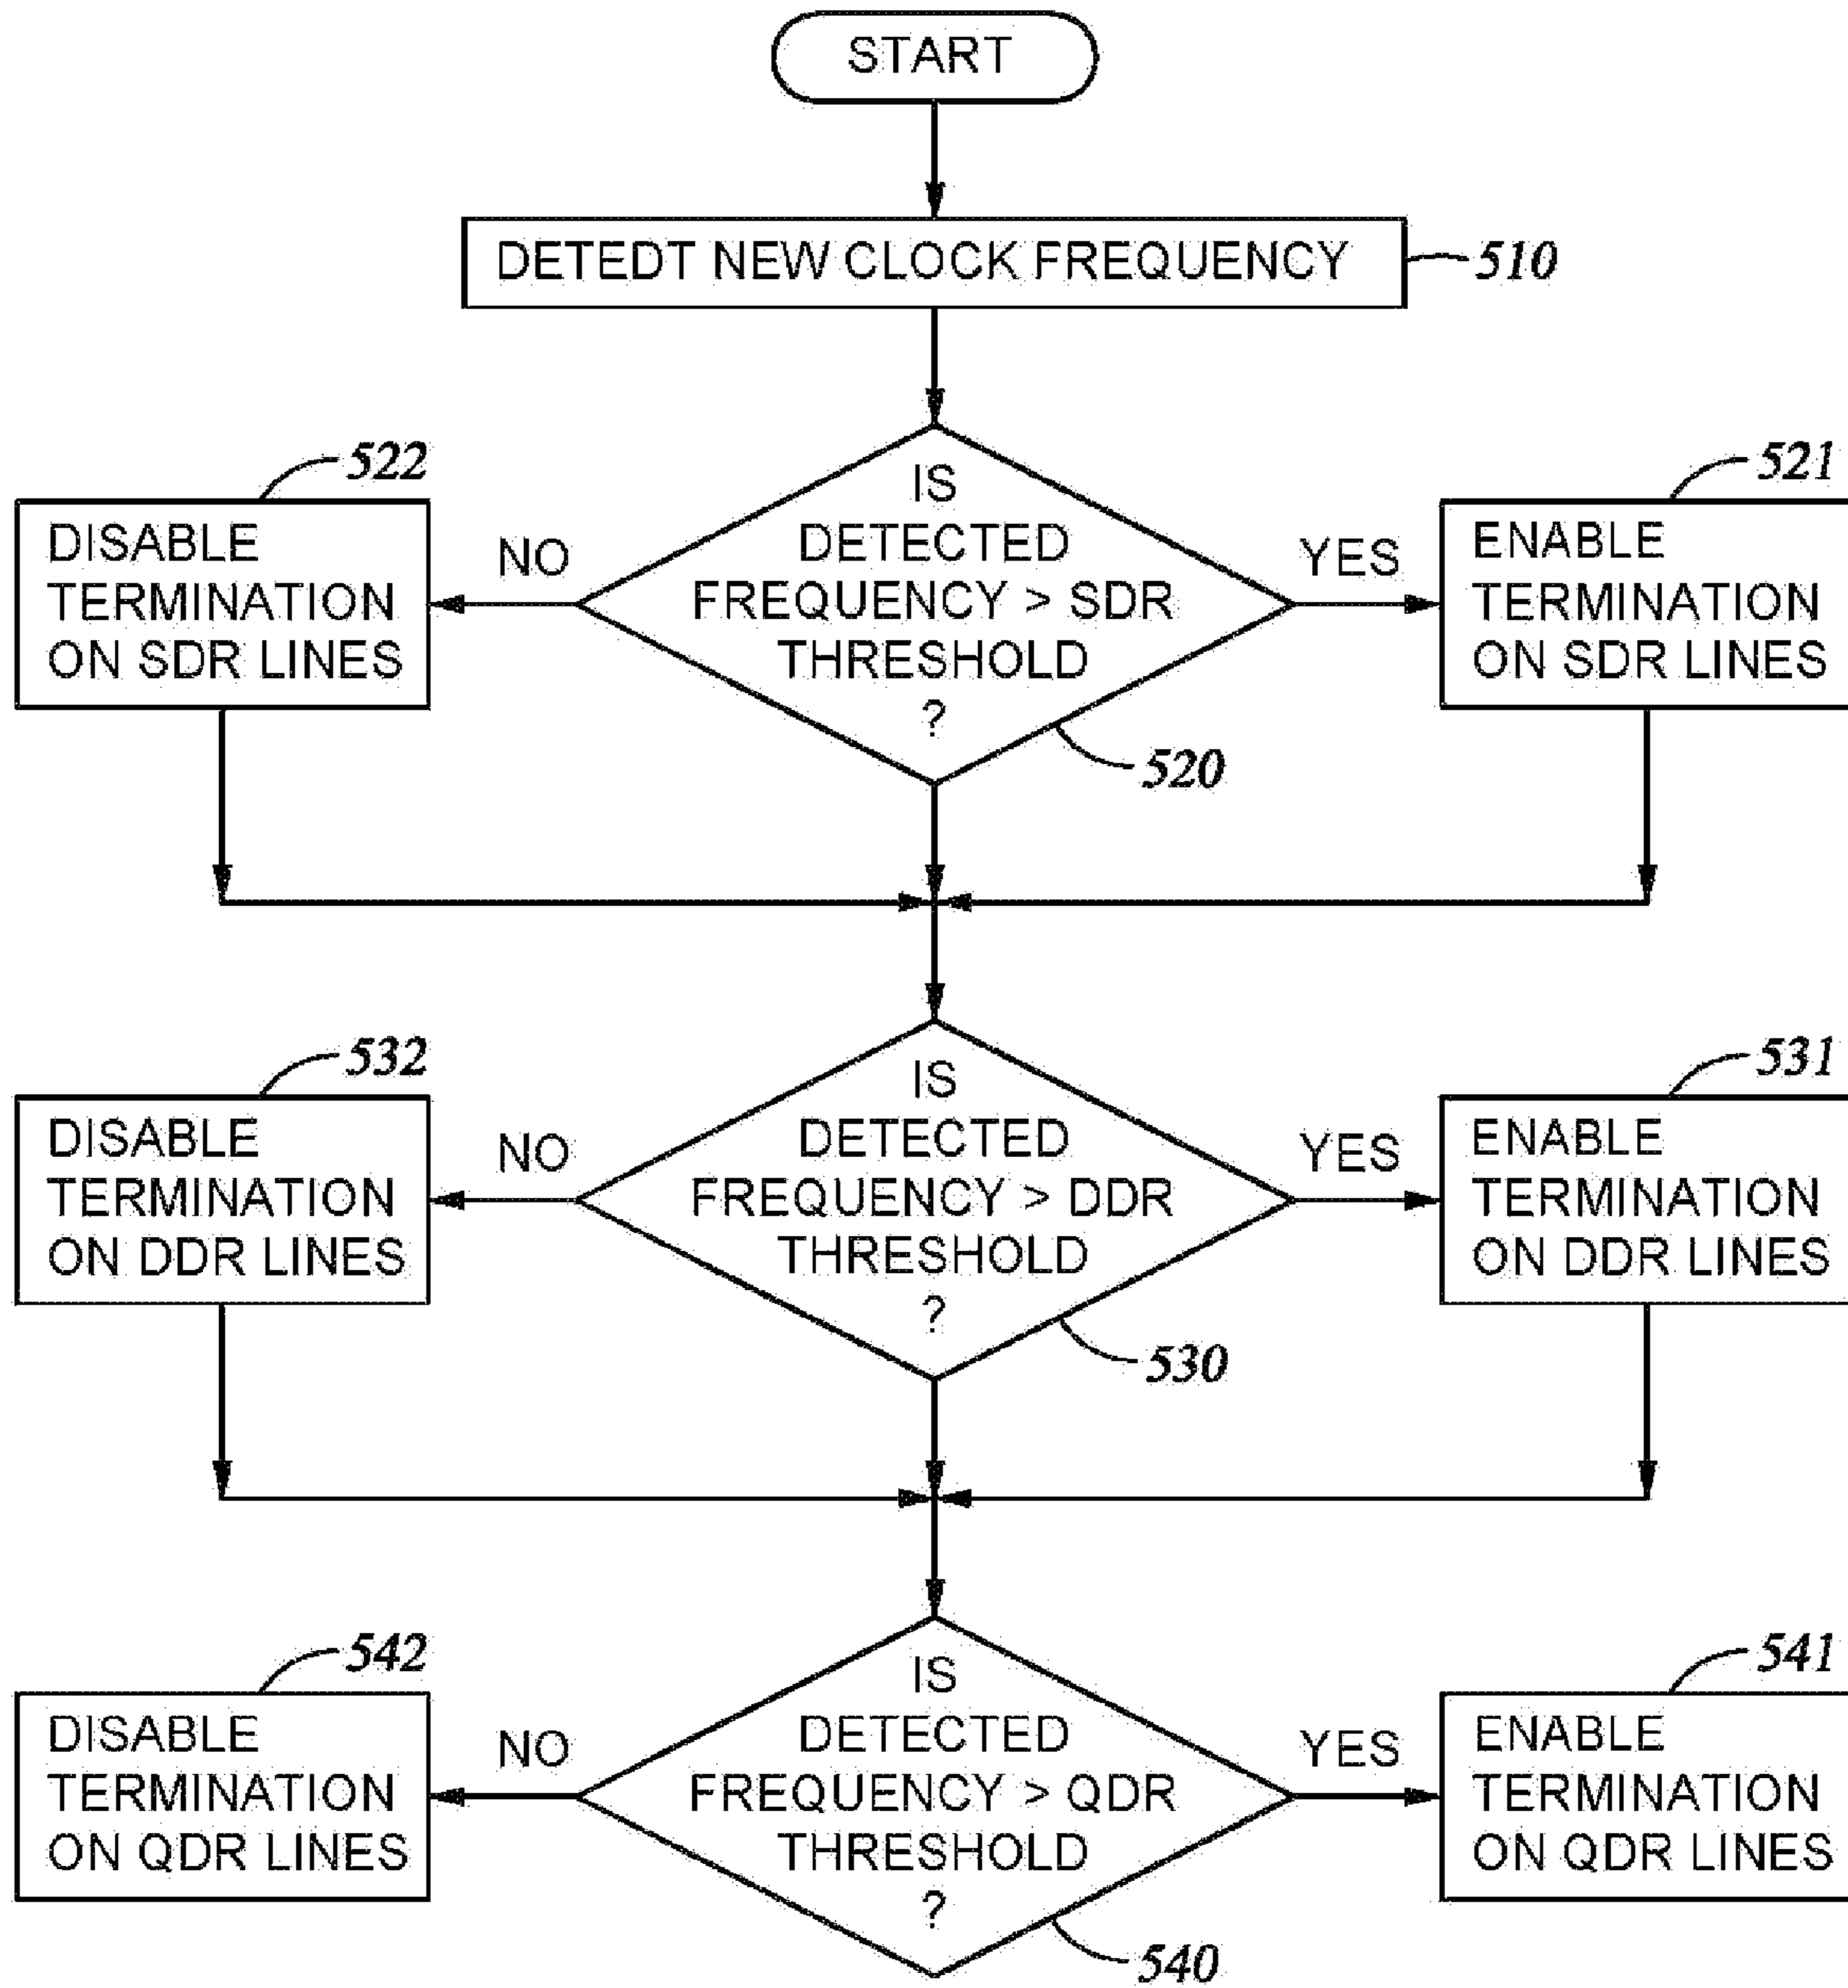 START
DETEDT NEW CLOCK FREQUENCY
510
522
DISABLE
TERMINATION
ON SDR LINES
NO
IS
DETECTED
FREQUENCY > SDR
THRESHOLD
?
520
YES
521
ENABLE
TERMINATION
ON SDR LINES
532
DISABLE
TERMINATION
ON DDR LINES
NO
IS
DETECTED
FREQUENCY > DDR
THRESHOLD
?
530
YES
531
ENABLE
TERMINATION
ON DDR LINES
542
DISABLE
TERMINATION
ON QDR LINES
NO
IS
DETECTED
FREQUENCY > QDR
THRESHOLD
?
540
YES
541
ENABLE
TERMINATION
ON QDR LINES